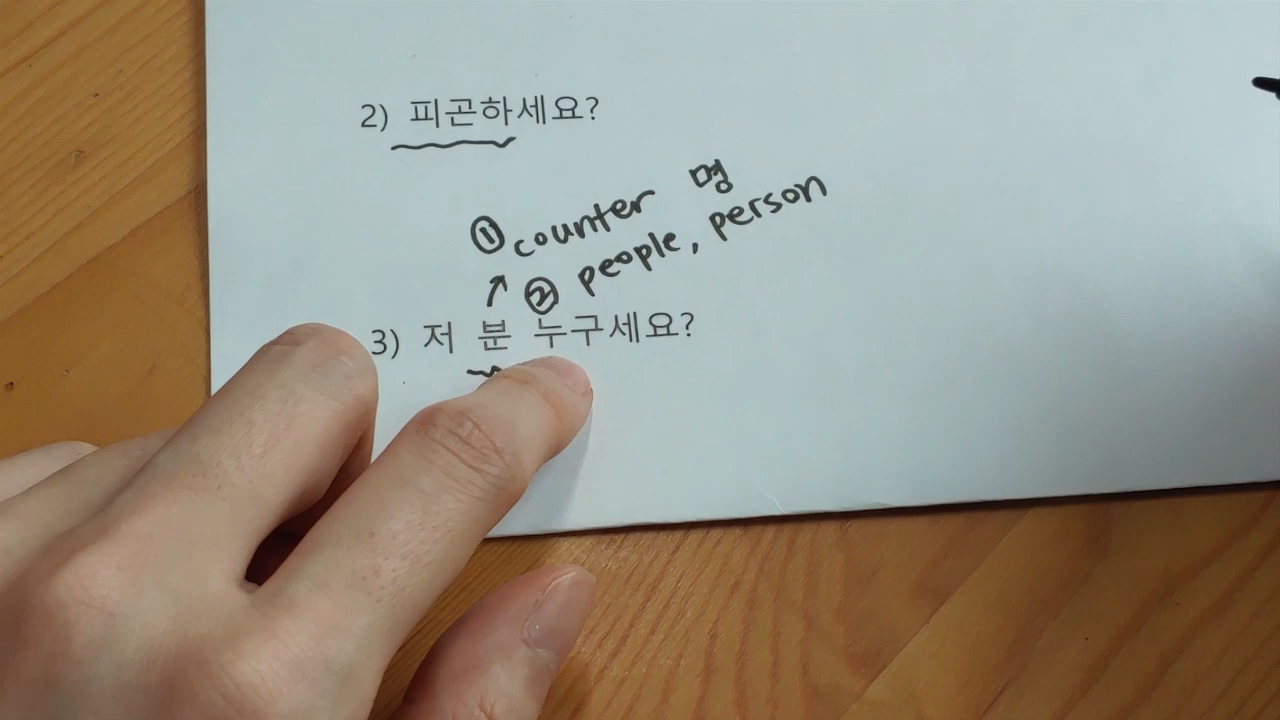 2) 피곤하세요?
① counter 명
② people, person
3) 저 분 누구세요?